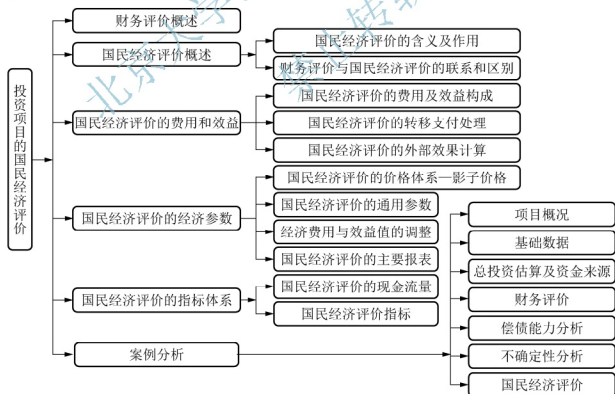 投资项目的国民经济评价
财务评价概述
国民经济评价概述
国民经济评价的含义及作用
财务评价与国民经济评价的联系和区别
国民经济评价的费用和效益
国民经济评价的费用及效益构成
国民经济评价的转移支付处理
国民经济评价的外部效果计算
国民经济评价的经济参数
国民经济评价的价格体系—影子价格
国民经济评价的通用参数
经济费用与效益值的调整
国民经济评价的主要报表
国民经济评价的指标体系
国民经济评价的现金流量
国民经济评价指标
案例分析
项目概况
基础数据
总投资估算及资金来源
财务评价
偿债能力分析
不确定性分析
国民经济评价
北京大学
禁止转